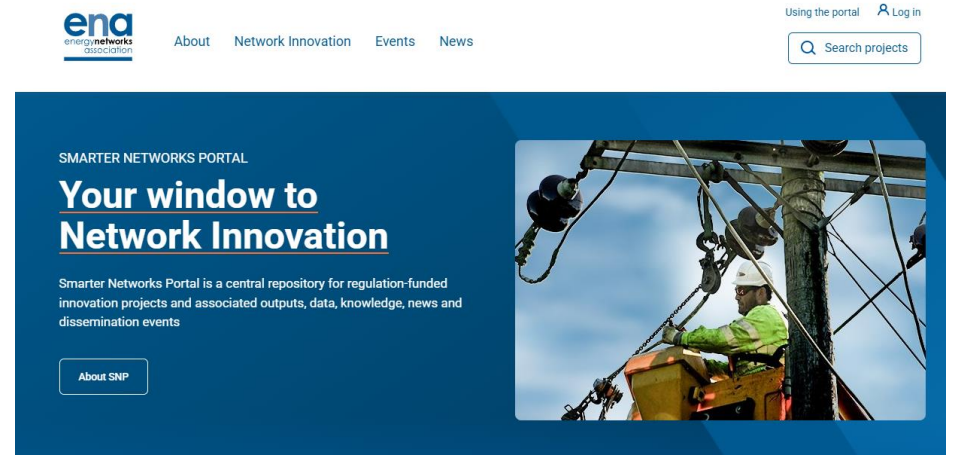 ena
energynetworks
association
About
Network Innovation
Events
News
Using the portal
Log in
Search projects
SMARTER NETWORKS PORTAL
Your window to
Network Innovation
Smarter Networks Portal is a central repository for regulation-funded
innovation projects and associated outputs, data, knowledge, news and
dissemination events
About SNP